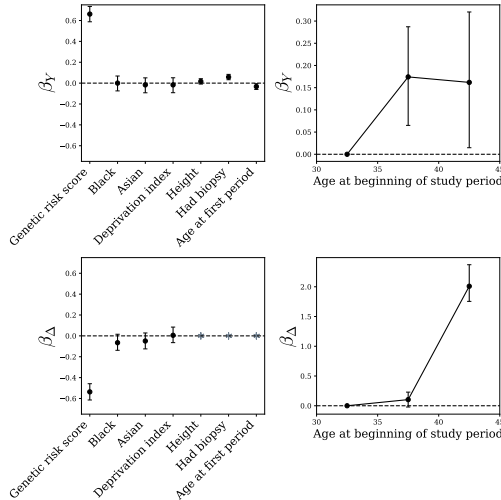 0.6
0.4
0.2
0.0
−0.2
−0.4
−0.6
βY
Genetic risk score
Black
Asian
Deprivation index
Height
Had biopsy
Age at first period
0.30
0.25
0.20
0.15
0.10
0.05
0.00
βY
30 35 40 45
Age at beginning of study period
0.6
0.4
0.2
0.0
−0.2
−0.4
−0.6
βΔ
Genetic risk score
Black
Asian
Deprivation index
Height
Had biopsy
Age at first period
2.0
1.5
1.0
0.5
0.0
βΔ
30 35 40 45
Age at beginning of study period